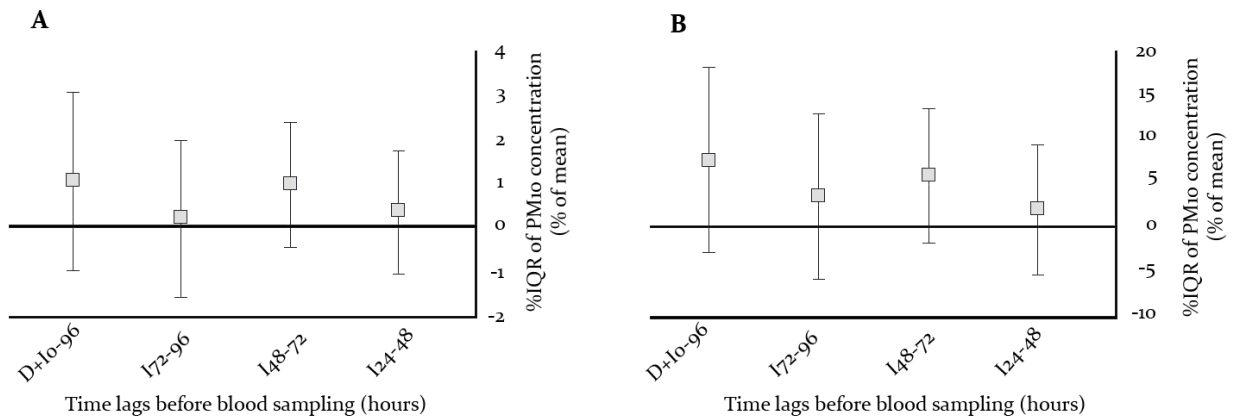 A
4
3
2
1
0
-1
-2
%IQR of PM10 concentration
(% of mean)
D+I0-96
I72-96
I48-72
I24-48
Time lags before blood sampling (hours)
B
20
15
10
5
0
-5
-10
%IQR of PM10 concentration
(% of mean)
D+I0-96
I72-96
I48-72
I24-48
Time lags before blood sampling (hours)